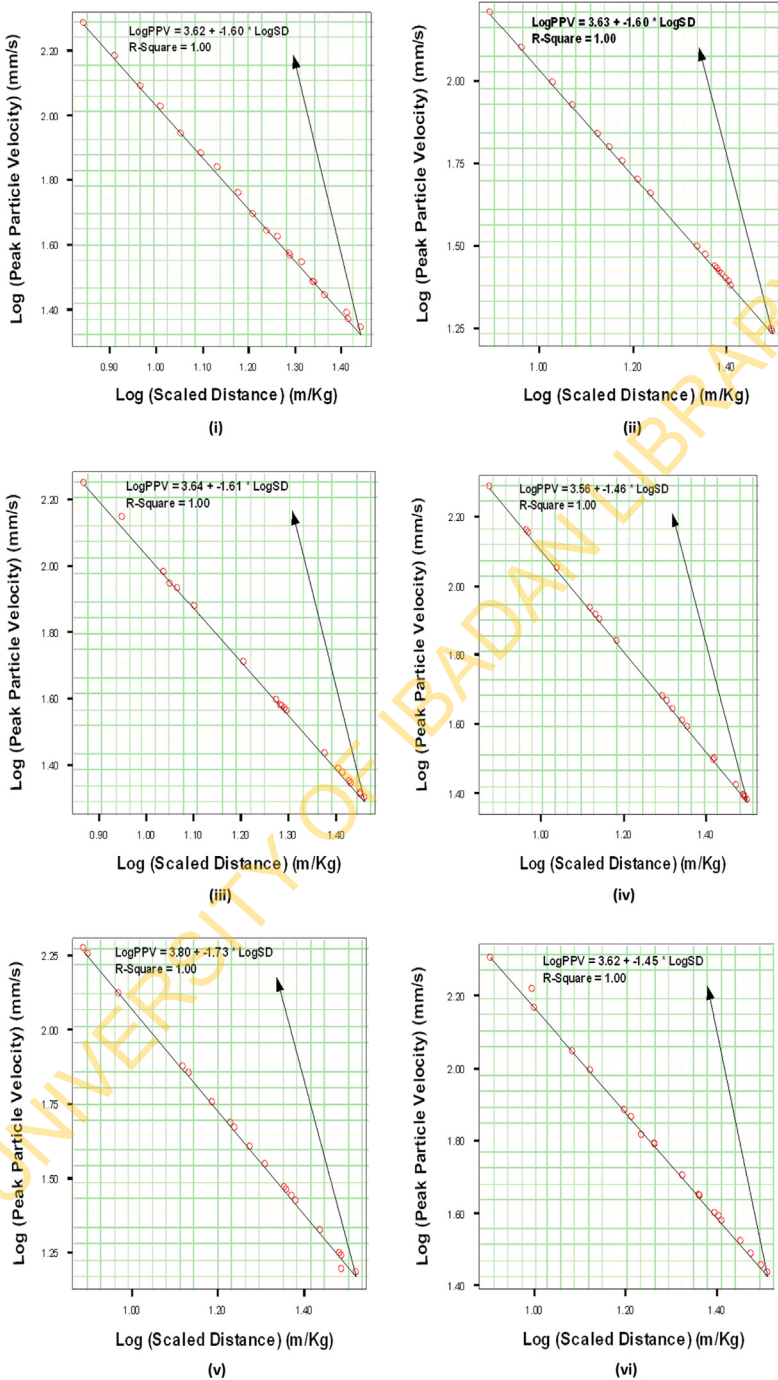 LogPPV = 3.62 + -1.60 * LogSD
R-Square = 1.00
Log (Peak Particle Velocity) (mm/s)
2.20
2.00
1.80
1.60
1.40
0.90 1.00 1.10 1.20 1.30 1.40
Log (Scaled Distance) (m/Kg)
(i)
LogPPV = 3.63 + -1.60 * LogSD
R-Square = 1.00
Log (Peak Particle Velocity) (mm/s)
2.00
1.75
1.50
1.25
1.00 1.20 1.40
Log (Scaled Distance) (m/Kg)
(ii)
LogPPV = 3.64 + -1.61 * LogSD
R-Square = 1.00
Log (Peak Particle Velocity) (mm/s)
2.20
2.00
1.80
1.60
1.40
0.90 1.00 1.10 1.20 1.30 1.40
Log (Scaled Distance) (m/Kg)
(iii)
LogPPV = 3.56 + -1.46 * LogSD
R-Square = 1.00
Log (Peak Particle Velocity) (mm/s)
2.20
2.00
1.80
1.60
1.40
1.00 1.20 1.40
Log (Scaled Distance) (m/Kg)
(iv)
LogPPV = 3.80 + -1.73 * LogSD
R-Square = 1.00
Log (Peak Particle Velocity) (mm/s)
2.25
2.00
1.75
1.50
1.25
1.00 1.20 1.40
Log (Scaled Distance) (m/Kg)
(v)
LogPPV = 3.62 + -1.45 * LogSD
R-Square = 1.00
Log (Peak Particle Velocity) (mm/s)
2.20
2.00
1.80
1.60
1.40
1.00 1.20 1.40
Log (Scaled Distance) (m/Kg)
(vi)
UNIVERSITY OF IBADAN LIBRARY